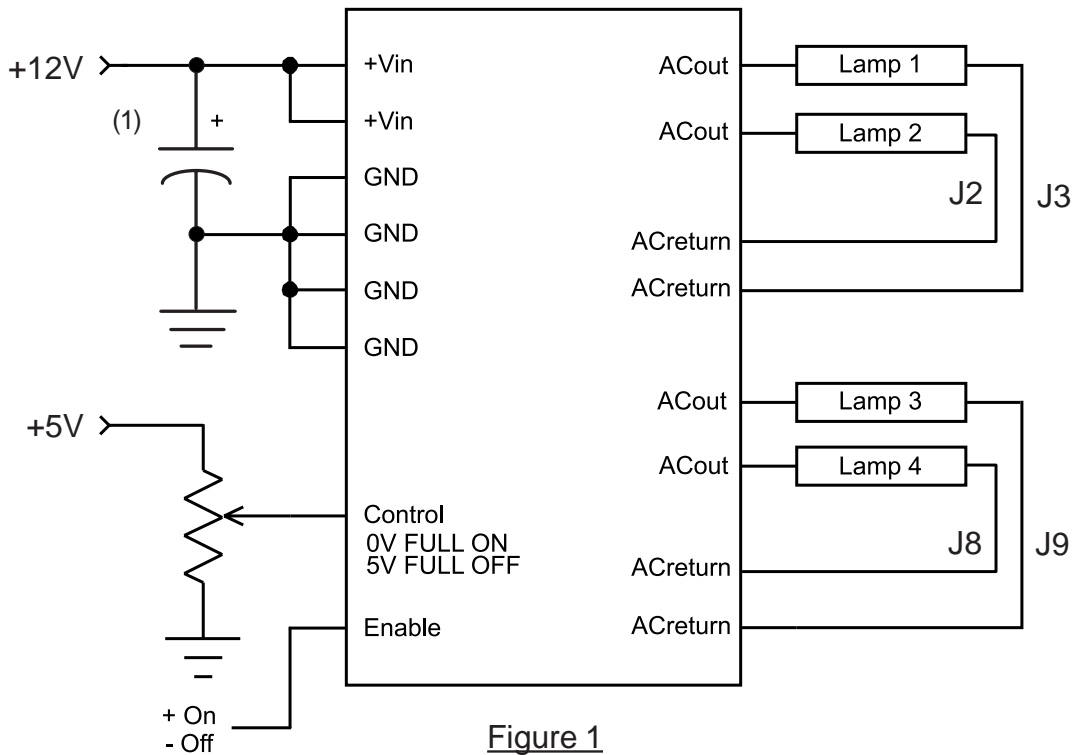 +12V
(1)
+
+Vin
+Vin
GND
GND
GND
GND
+5V
Control
0V FULL ON
5V FULL OFF
Enable
+ On
- Off
ACout
Lamp 1
ACout
Lamp 2
J2
J3
ACreturn
ACreturn
ACout
Lamp 3
ACout
Lamp 4
J8
J9
ACreturn
ACreturn
Figure 1